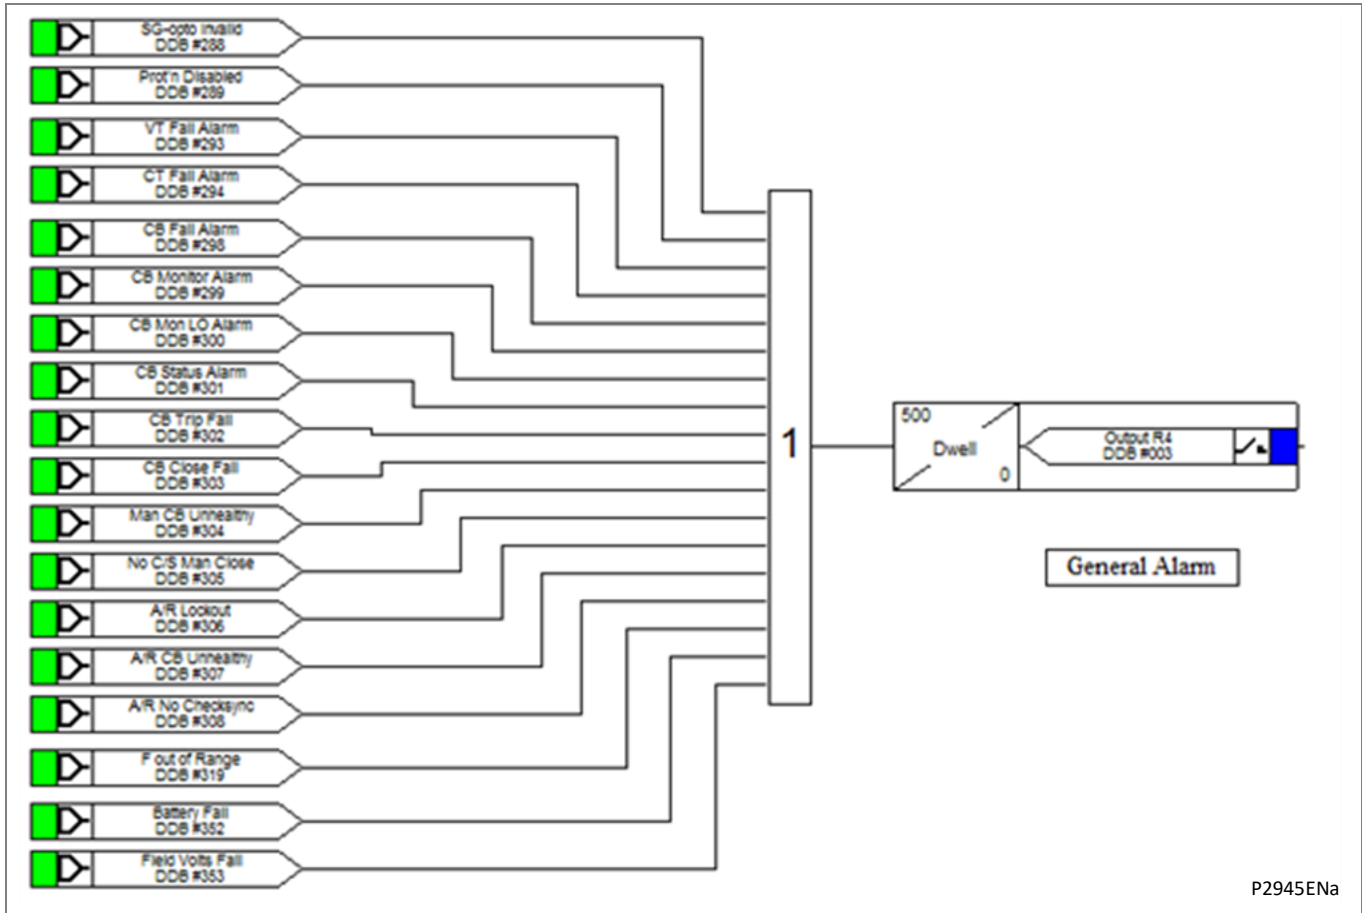 SG-opto Invalid
DDB #288
Prot'n Disabled
DDB #289
VT Fail Alarm
DDB #293
CT Fail Alarm
DDB #294
CB Fail Alarm
DDB #298
CB Monitor Alarm
DDB #299
CB Mon LO Alarm
DDB #300
CB Status Alarm
DDB #301
CB Trip Fail
DDB #302
CB Close Fail
DDB #303
Man CB Unhealthy
DDB #304
No C/S Man Close
DDB #305
A/R Lockout
DDB #306
A/R CB Unhealthy
DDB #307
A/R No Checksync
DDB #308
F out of Range
DDB #319
Battery Fail
DDB #352
Field Volts Fail
DDB #353
1
500
Dwell
0
Output R4
DDB #003
General Alarm
P2945ENa